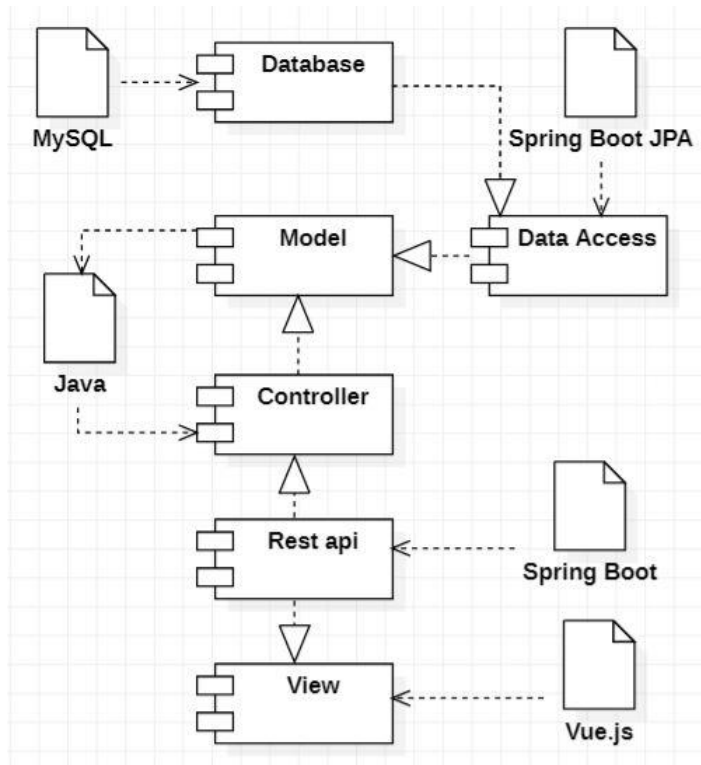 Database
MySQL
Spring Boot JPA
Model
Data Access
Java
Controller
Rest api
Spring Boot
View
Vue.js